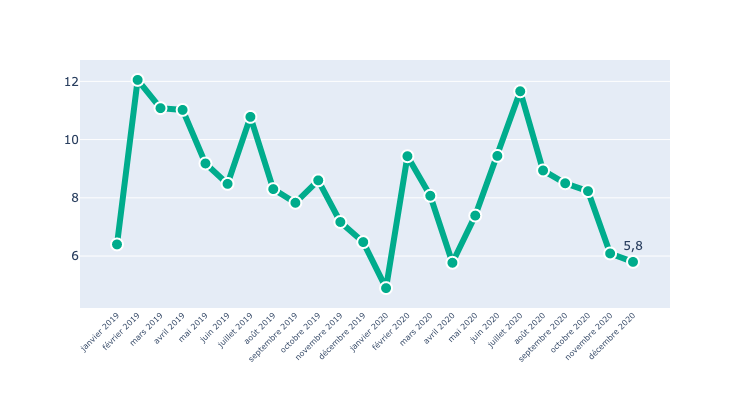 12
10
8
6
5,8
janvier 2019
février 2019
mars 2019
avril 2019
mai 2019
juin 2019
juillet 2019
août 2019
septembre 2019
octobre 2019
novembre 2019
décembre 2019
janvier 2020
février 2020
mars 2020
avril 2020
mai 2020
juin 2020
juillet 2020
août 2020
septembre 2020
octobre 2020
novembre 2020
décembre 2020